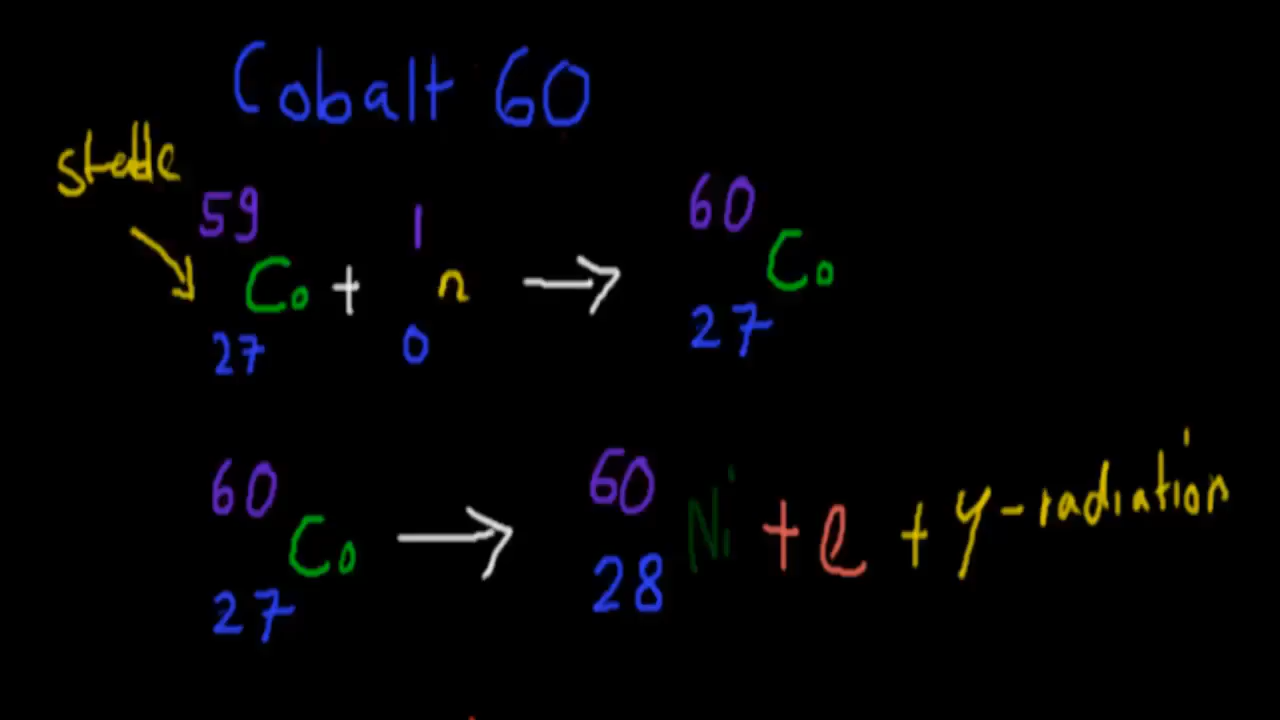 Cobalt 60
stable
59 27 Co + 1 0 n → 60 27 Co
60 27 Co → 60 28 Ni + e + γ-radiation